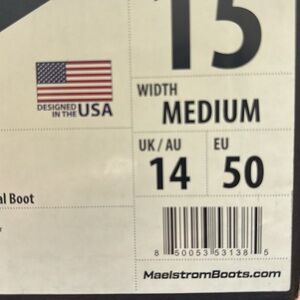 15
DESIGNED
IN THE USA
WIDTH
MEDIUM
UK / AU
14
EU
50
al Boot
8 50053 53138 5
MaelstromBoots.com